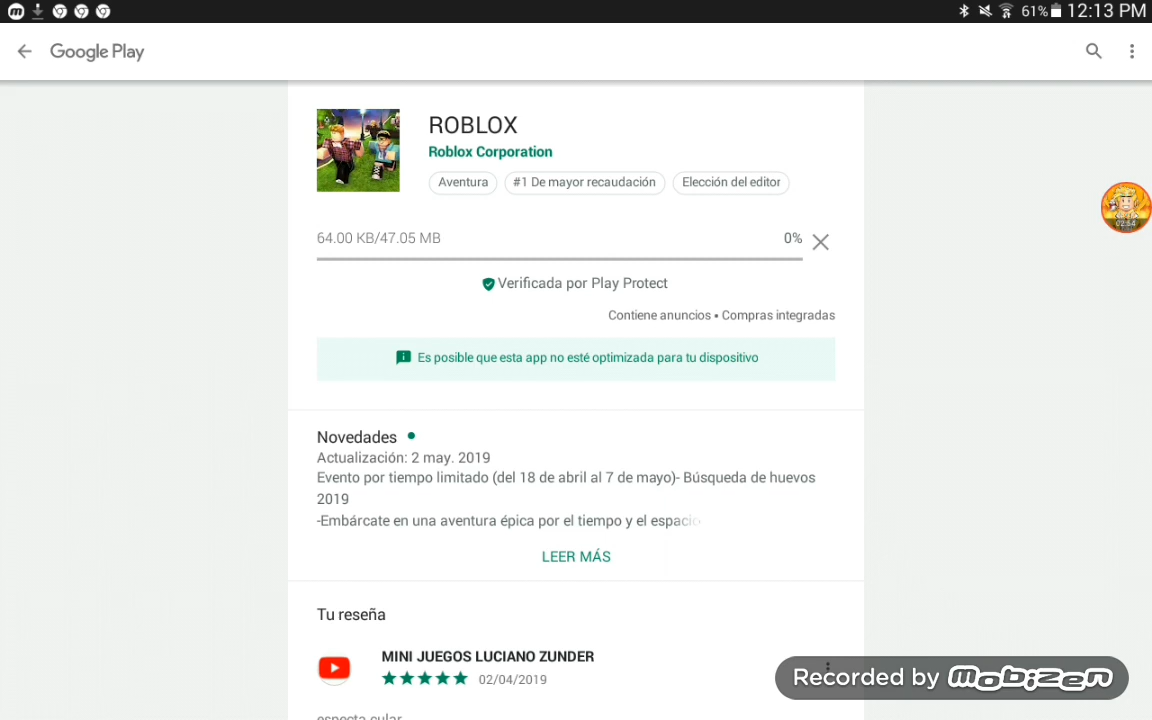 61% 12:13 PM
Google Play
ROBLOX
Roblox Corporation
Aventura #1 De mayor recaudación Elección del editor
64.00 KB/47.05 MB 0%
Verificada por Play Protect
Contiene anuncios • Compras integradas
Es posible que esta app no esté optimizada para tu dispositivo
Novedades
Actualización: 2 may. 2019
Evento por tiempo limitado (del 18 de abril al 7 de mayo)- Búsqueda de huevos
2019
-Embárcate en una aventura épica por el tiempo y el espacio
LEER MÁS
Tu reseña
MINI JUEGOS LUCIANO ZUNDER
02/04/2019
Recorded by mobizen
espectacular